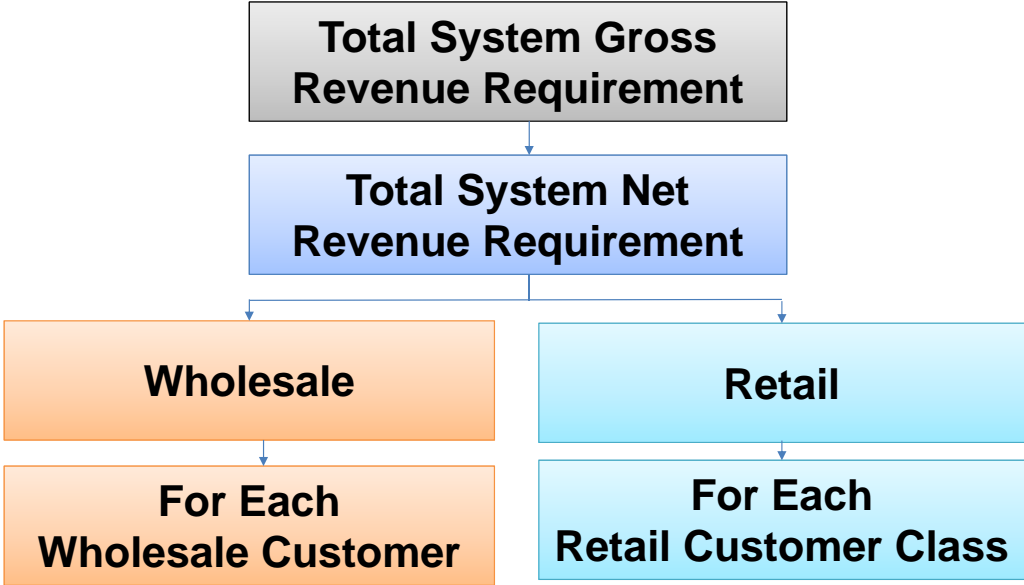 Total System Gross
Revenue Requirement
Total System Net
Revenue Requirement
Wholesale
Retail
For Each
Wholesale Customer
For Each
Retail Customer Class